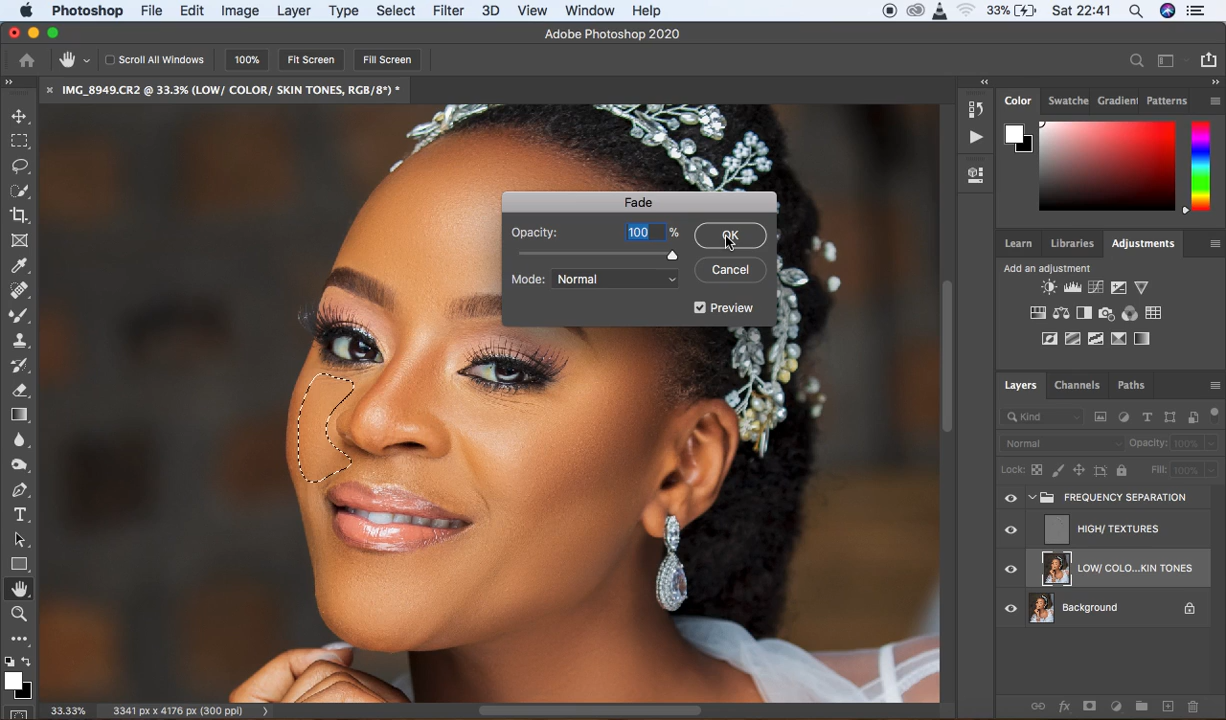 Photoshop File Edit Image Layer Type Select Filter 3D View Window Help 33% Sat 22:41
Adobe Photoshop 2020
Scroll All Windows 100% Fit Screen Fill Screen
IMG_8949.CR2 @ 33.3% (LOW/ COLOR/ SKIN TONES, RGB/8*) *
Color Swatche Gradient Patterns
Fade
Opacity: 100 % OK
Cancel
Mode: Normal
Preview
Learn Libraries Adjustments
Add an adjustment
Layers Channels Paths
Kind
Normal Opacity: 100%
Lock: Fill: 100%
FREQUENCY SEPARATION
HIGH/ TEXTURES
LOW/ COLO...KIN TONES
Background
33.33% 3341 px x 4176 px (300 ppi)